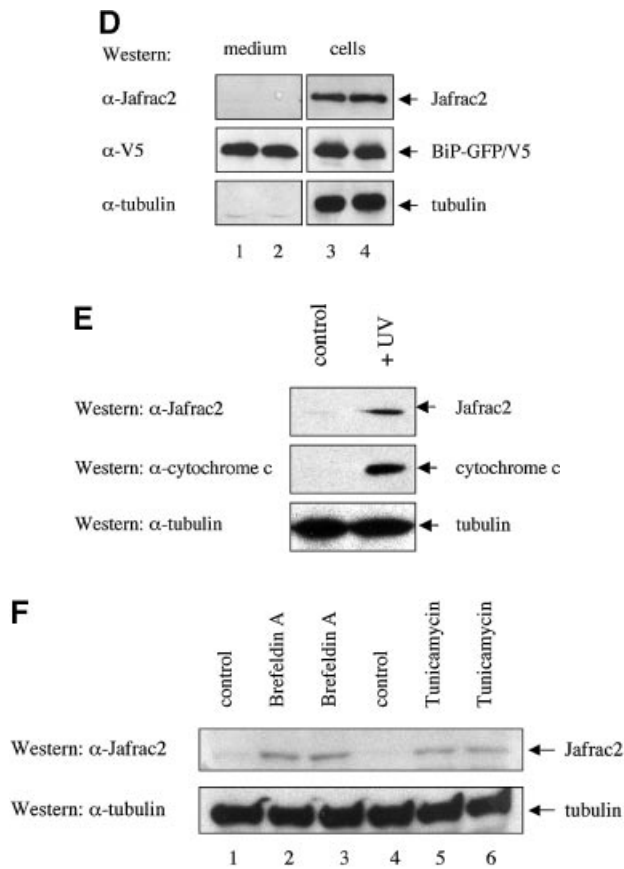 D
Western: medium cells
α-Jafrac2 Jafrac2
α-V5 BiP-GFP/V5
α-tubulin tubulin
1 2 3 4
E
control + UV
Western: α-Jafrac2 Jafrac2
Western: α-cytochrome c cytochrome c
Western: α-tubulin tubulin
F
control Brefeldin A Brefeldin A control Tunicamycin Tunicamycin
Western: α-Jafrac2 Jafrac2
Western: α-tubulin tubulin
1 2 3 4 5 6